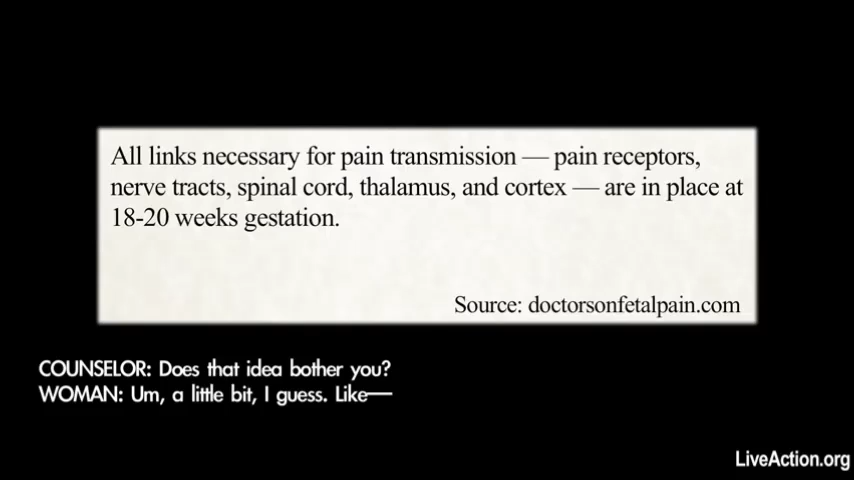 All links necessary for pain transmission — pain receptors,
nerve tracts, spinal cord, thalamus, and cortex — are in place at
18-20 weeks gestation.
Source: doctorsonfetalpain.com
COUNSELOR: Does that idea bother you?
WOMAN: Um, a little bit, I guess. Like—
LiveAction.org